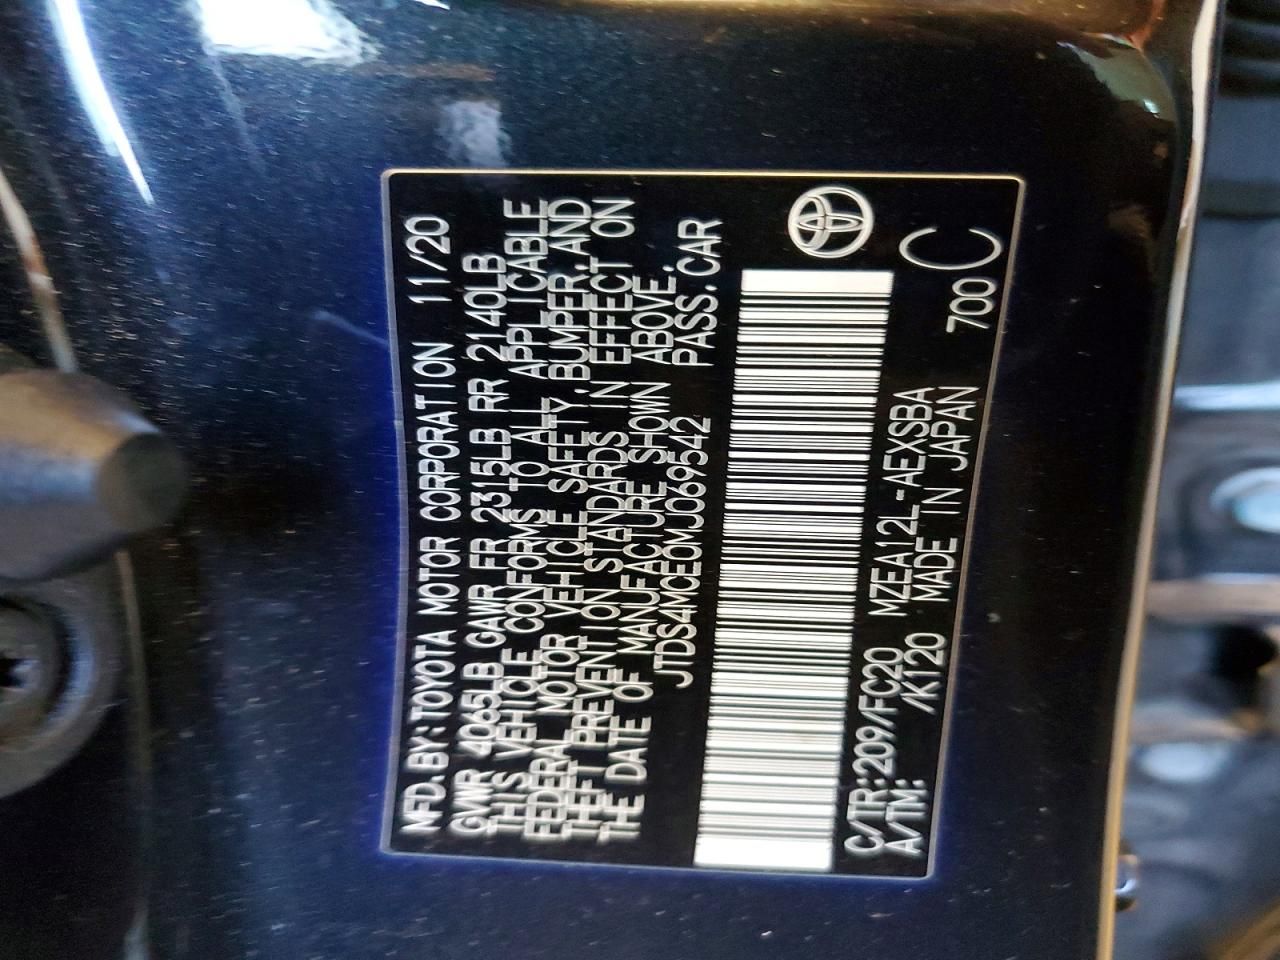 MFD.BY:TOYOTA MOTOR CORPORATION 11/20
GVWR 4065LB GAWR FR 2315LB RR 2140LB
THIS VEHICLE CONFORMS TO ALL APPLICABLE
FEDERAL MOTOR VEHICLE SAFETY,BUMPER,AND
THEFT PREVENTION STANDARDS IN EFFECT ON
THE DATE OF MANUFACTURE SHOWN ABOVE.
JTDS4MCE0MJ069542 PASS.CAR
C/TR:209/FC20 MZEA12L-AEXSBA
A/TM: /K120 MADE IN JAPAN 700 C